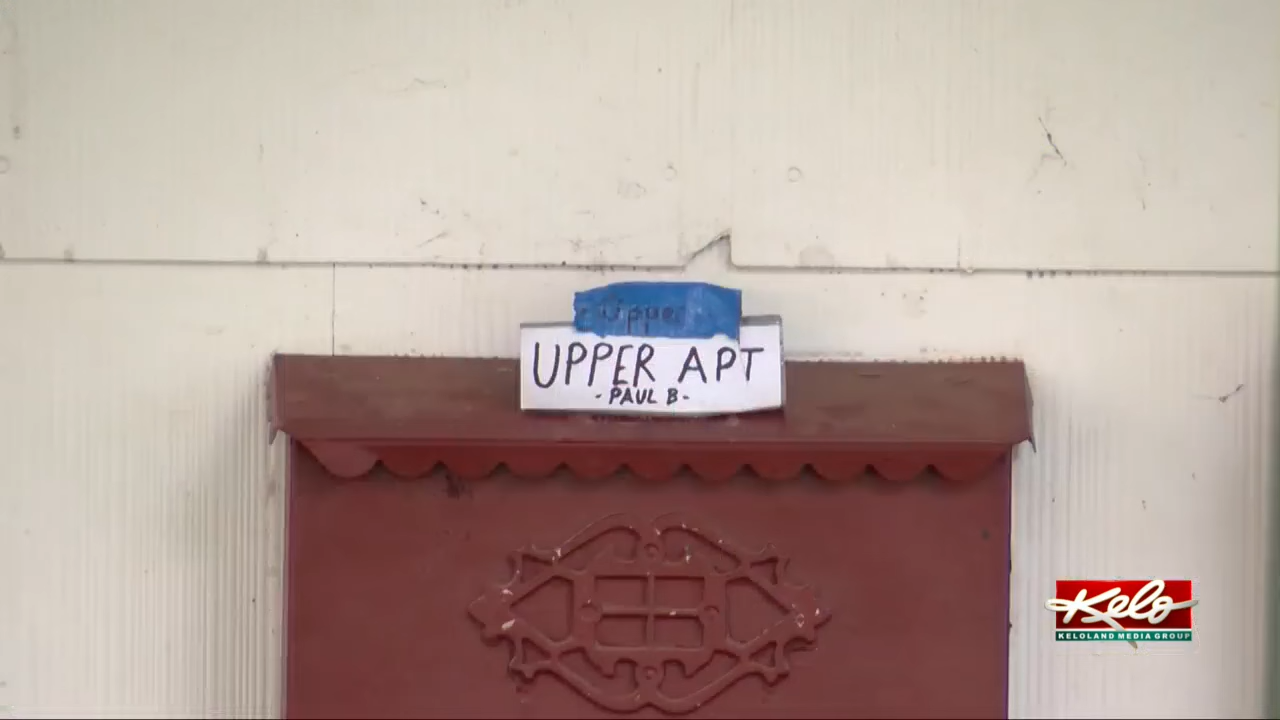 Upper
UPPER APT
- PAUL B -
Kelo
KELOLAND MEDIA GROUP